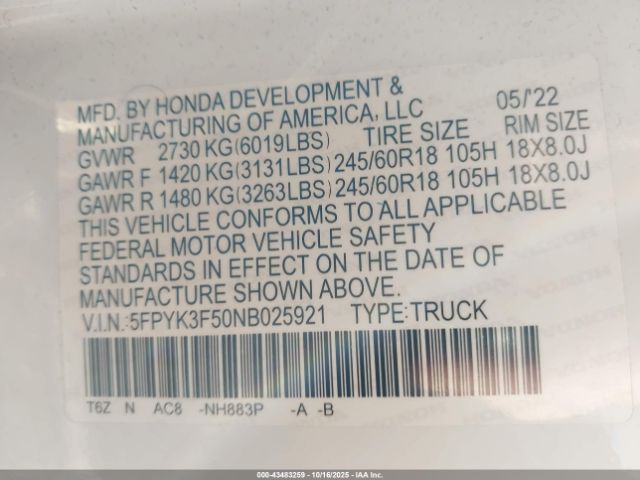 MFD. BY HONDA DEVELOPMENT &
MANUFACTURING OF AMERICA, LLC 05/'22
GVWR 2730 KG(6019LBS) TIRE SIZE RIM SIZE
GAWR F 1420 KG(3131LBS) 245/60R18 105H 18X8.0J
GAWR R 1480 KG(3263LBS) 245/60R18 105H 18X8.0J
THIS VEHICLE CONFORMS TO ALL APPLICABLE
FEDERAL MOTOR VEHICLE SAFETY
STANDARDS IN EFFECT ON THE DATE OF
MANUFACTURE SHOWN ABOVE.
V.I.N.:5FPYK3F50NB025921 TYPE:TRUCK
T6Z N AC8 -NH883P -A -B
000-43483259 | 10/16/2025 | IAA Inc.